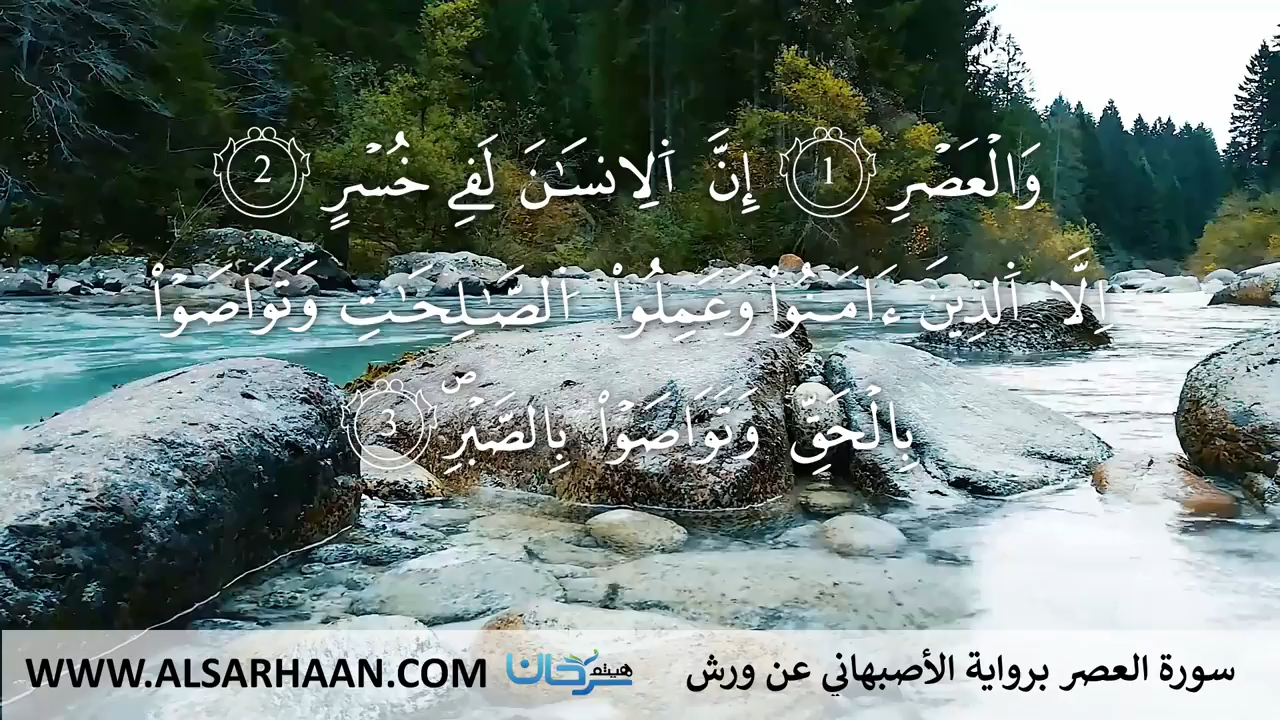 وَالْعَصْرِ 1 إِنَّ اَ۬لِانسَٰنَ لَفِے خُسْرٍ 2
اِلَّا اَ۬لذِينَ ءَامَنُواْ وَعَمِلُواْ اُ۬لصَّٰلِحَٰتِ وَتَوَاصَوْاْ
بِالْحَقِّ وَتَوَاصَوْاْ بِالصَّبْرِۖ 3
سورة العصر برواية الأصبهاني عن ورش هيثم سرحان WWW.ALSARHAAN.COM